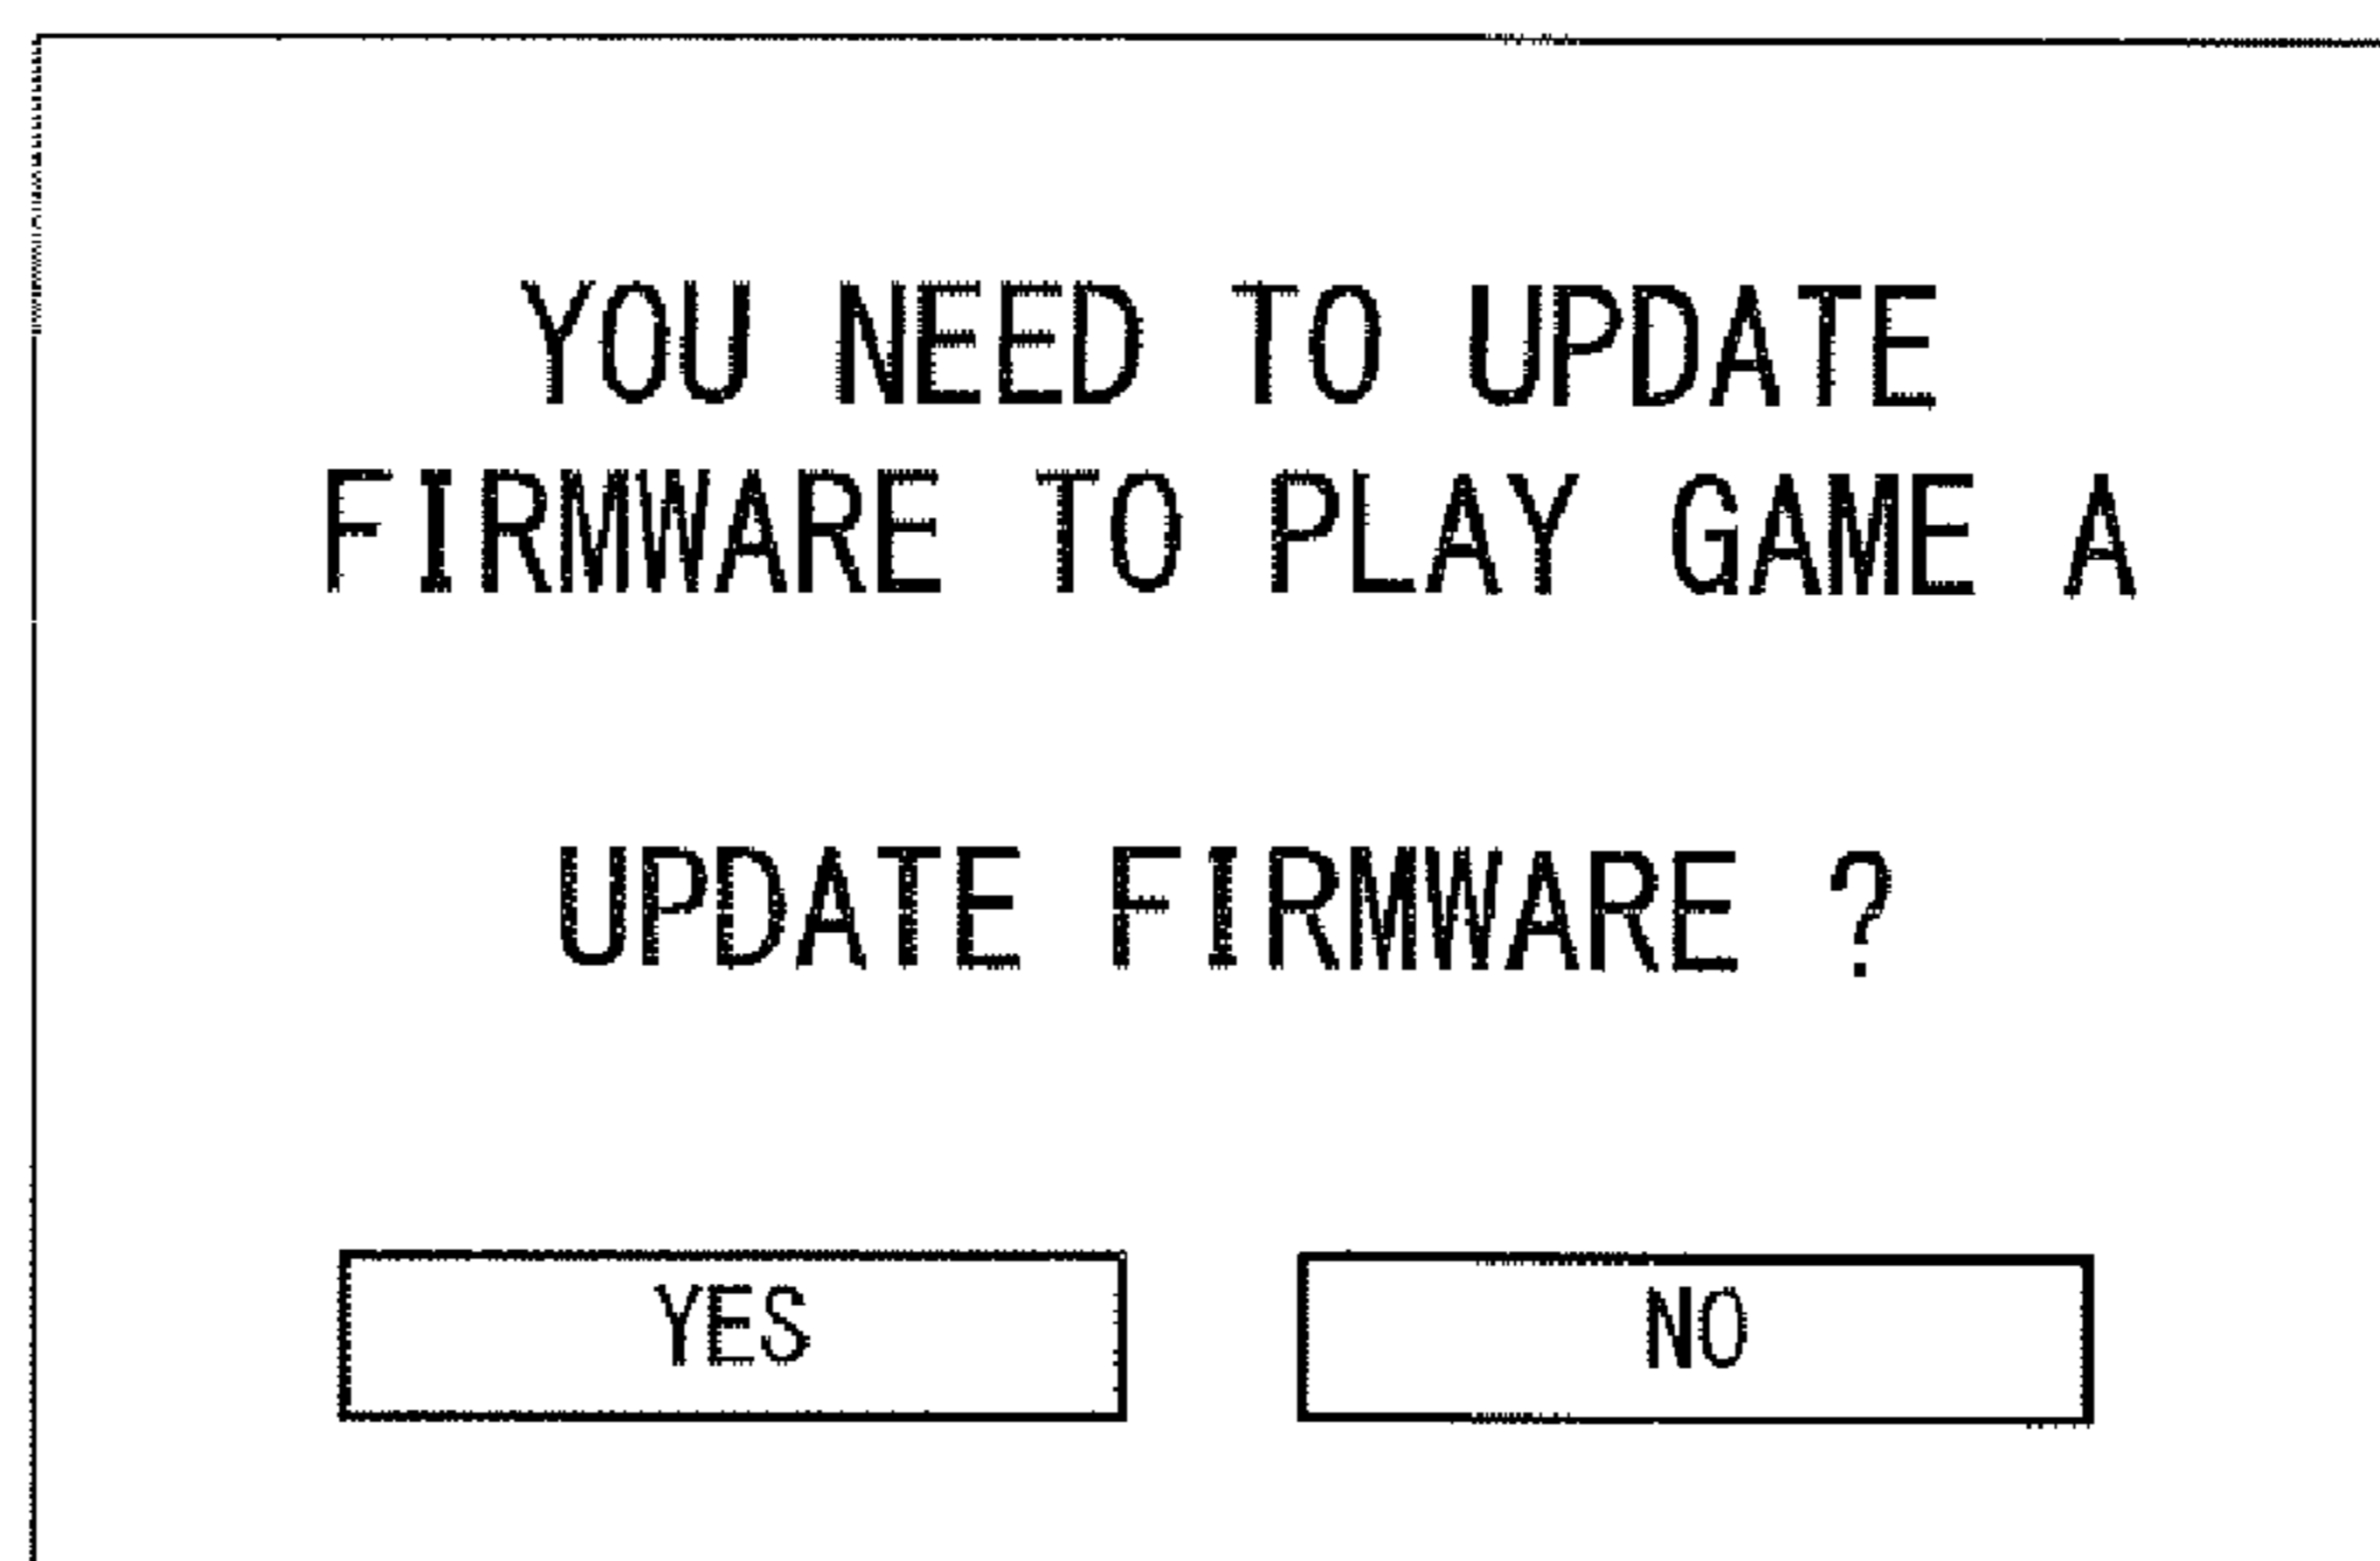 YOU NEED TO UPDATE
FIRMWARE TO PLAY GAME A
UPDATE FIRMWARE ?
YES NO